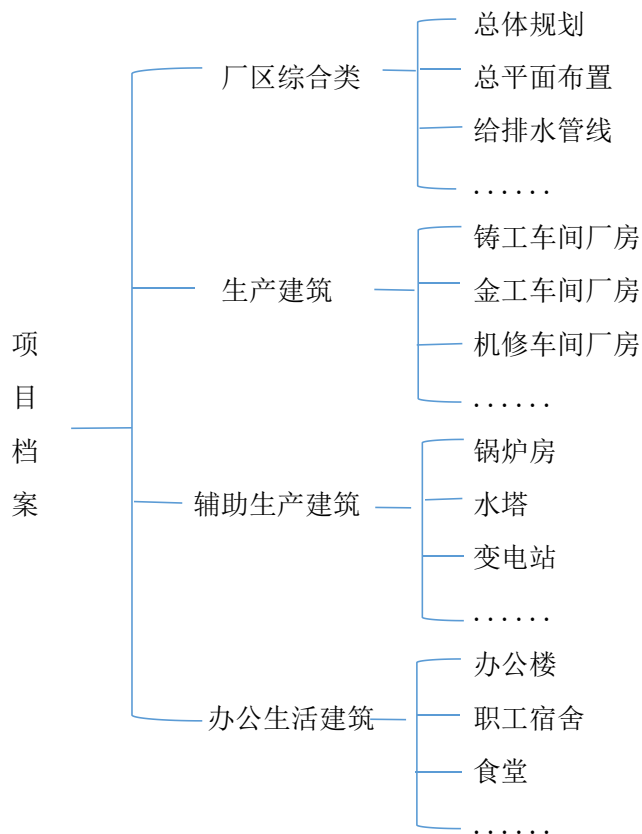 项目档案
厂区综合类
总体规划
总平面布置
给排水管线
......
生产建筑
铸工车间厂房
金工车间厂房
机修车间厂房
......
辅助生产建筑
锅炉房
水塔
变电站
......
办公生活建筑
办公楼
职工宿舍
食堂
......